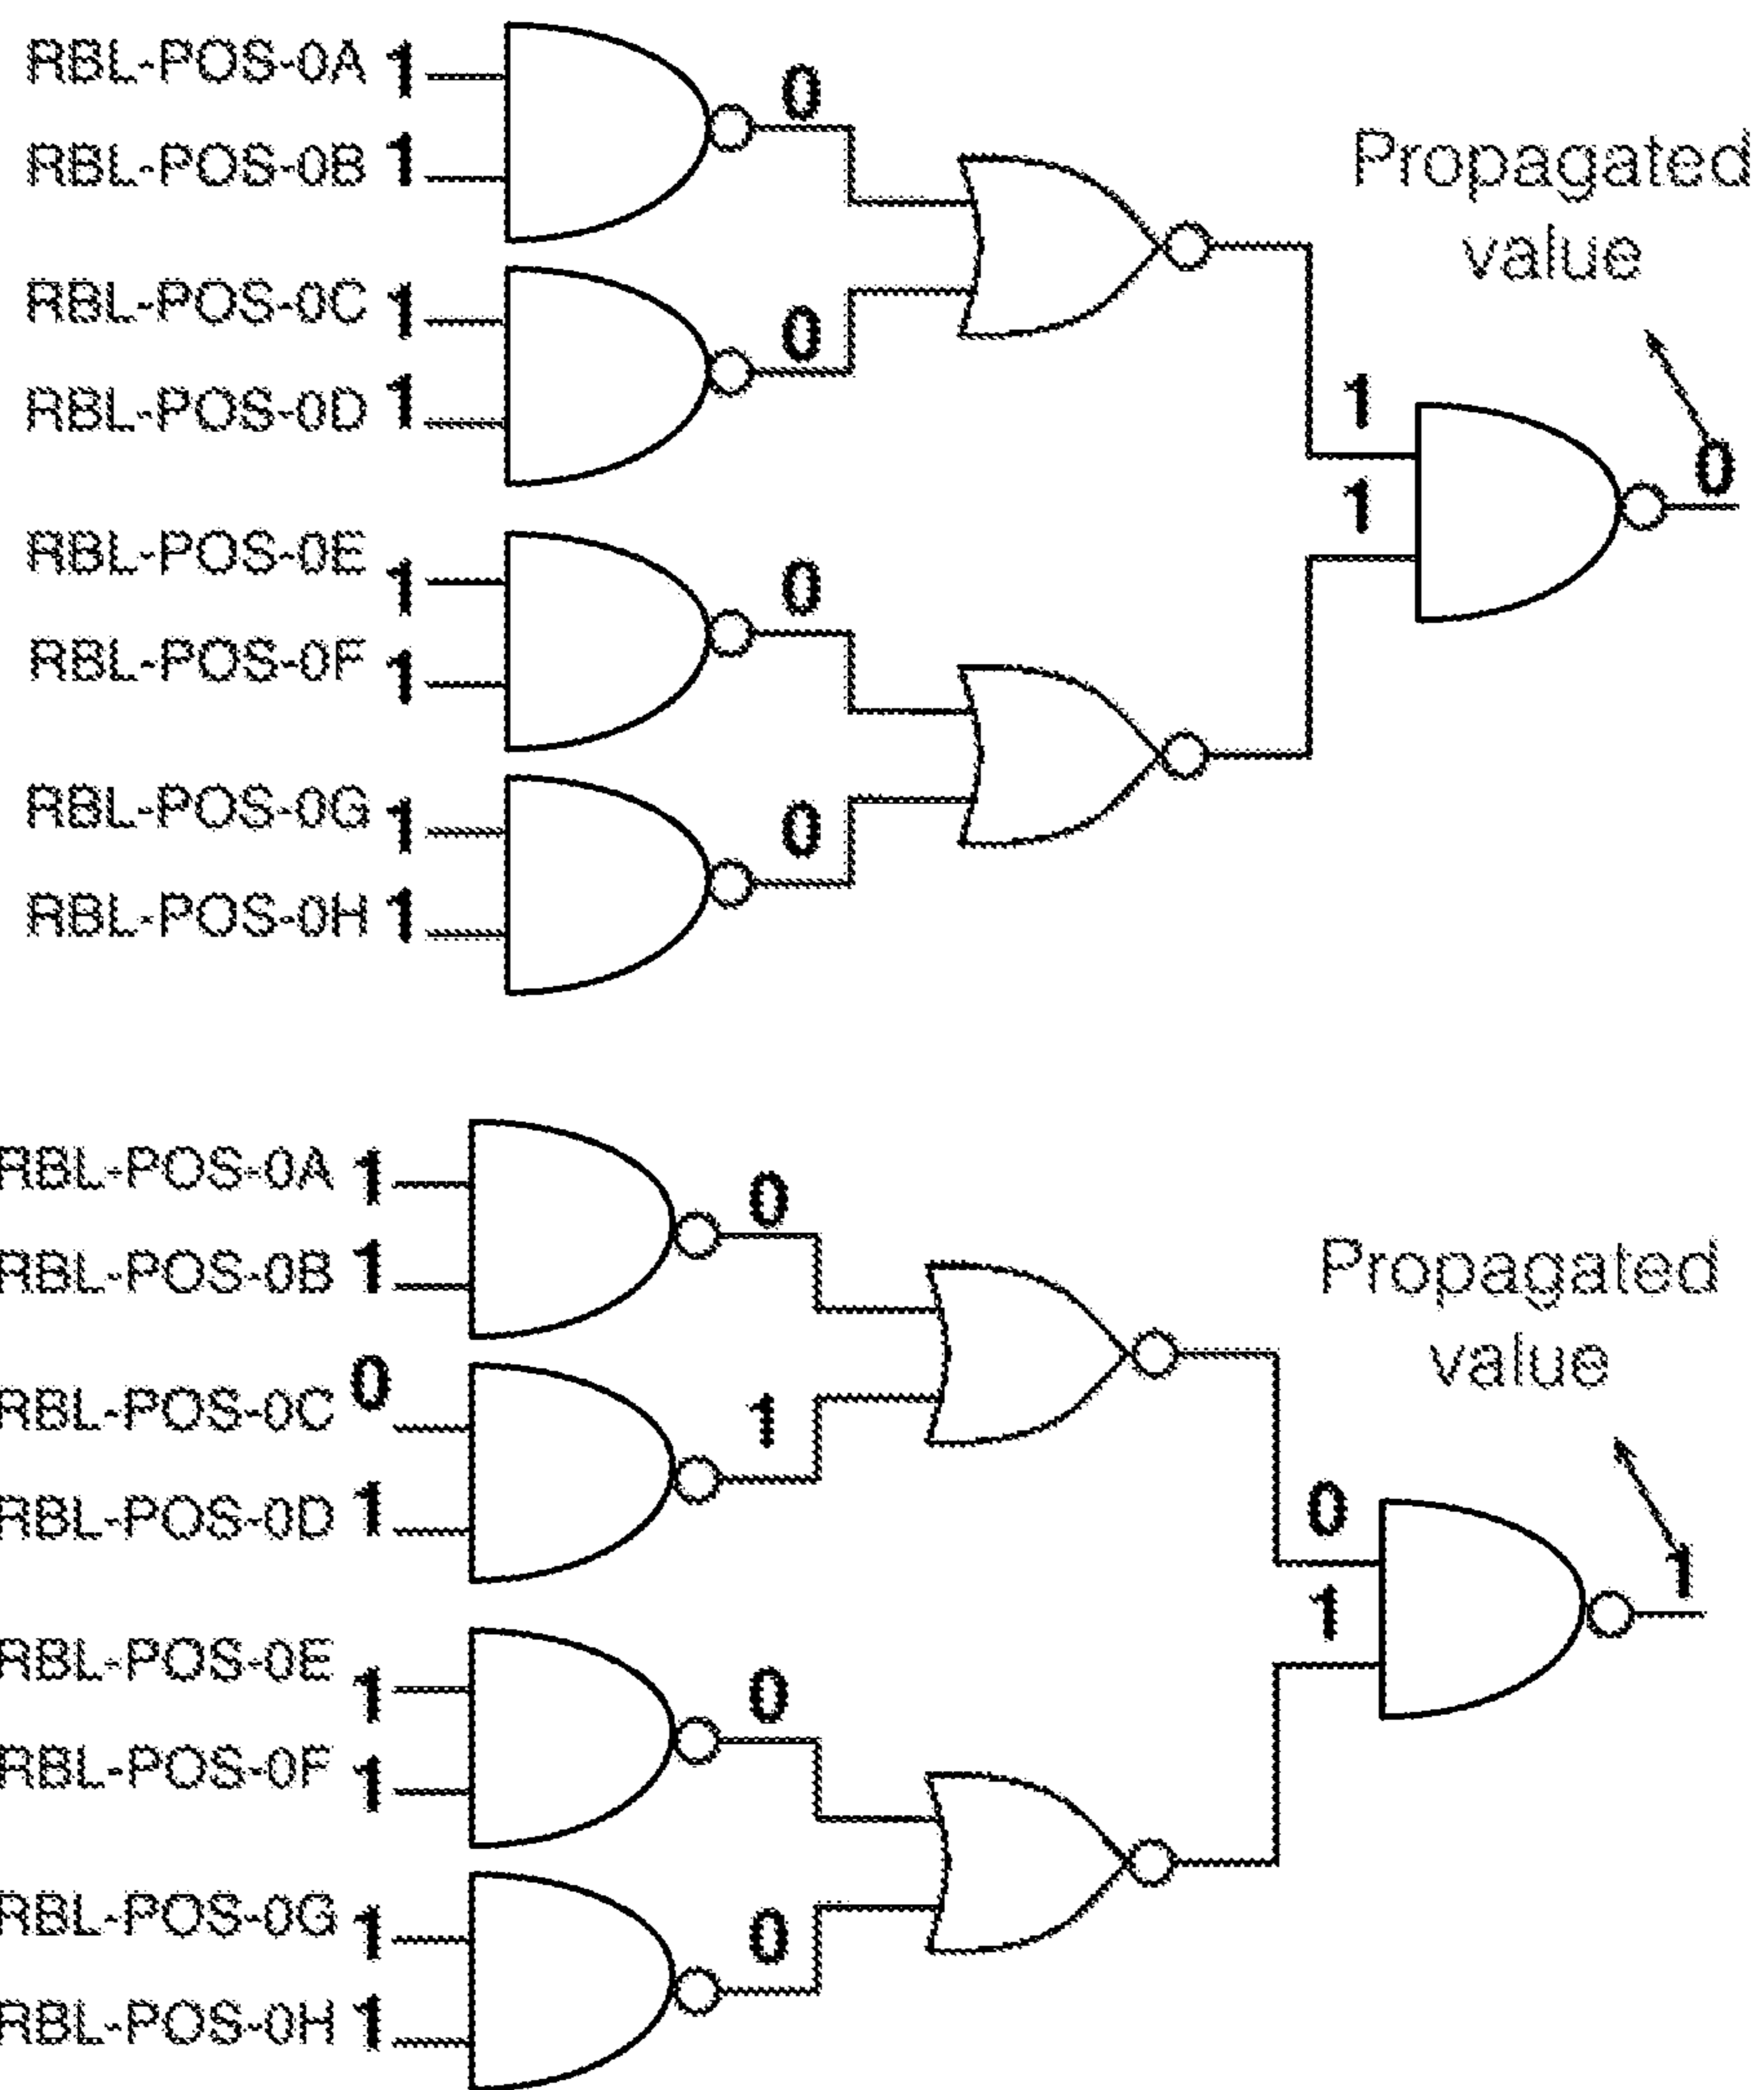 RBL-POS-0A 1
0
RBL-POS-0B 1
Propagated
value
RBL-POS-0C 1
0
RBL-POS-0D 1
1
0
1
RBL-POS-0E 1
0
RBL-POS-0F 1
RBL-POS-0G 1
0
RBL-POS-0H 1
RBL-POS-0A 1
0
RBL-POS-0B 1
Propagated
value
RBL-POS-0C 0
1
RBL-POS-0D 1
0
1
1
RBL-POS-0E 1
0
RBL-POS-0F 1
RBL-POS-0G 1
0
RBL-POS-0H 1